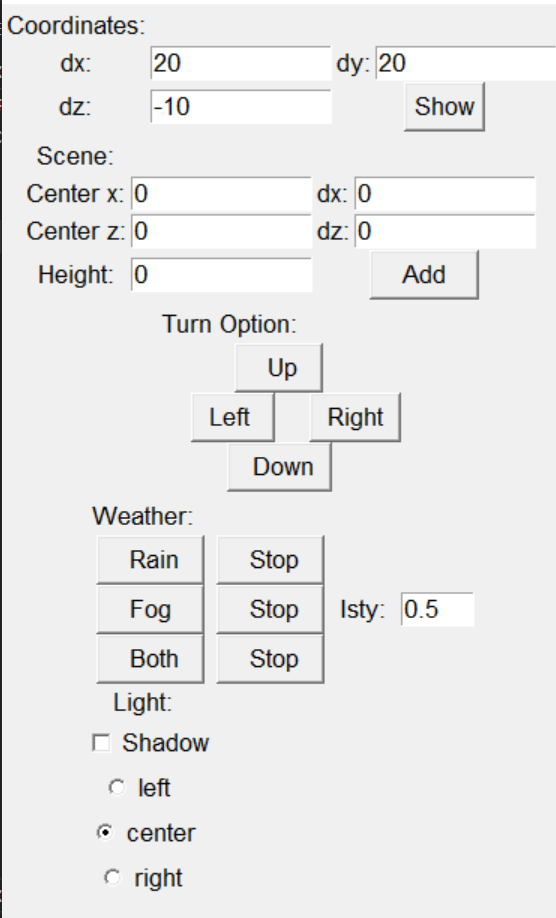 Coordinates:
dx: 20 dy: 20
dz: -10 Show
Scene:
Center x: 0 dx: 0
Center z: 0 dz: 0
Height: 0 Add
Turn Option:
Up
Left Right
Down
Weather:
Rain Stop
Fog Stop Isty: 0.5
Both Stop
Light:
Shadow
left
center
right